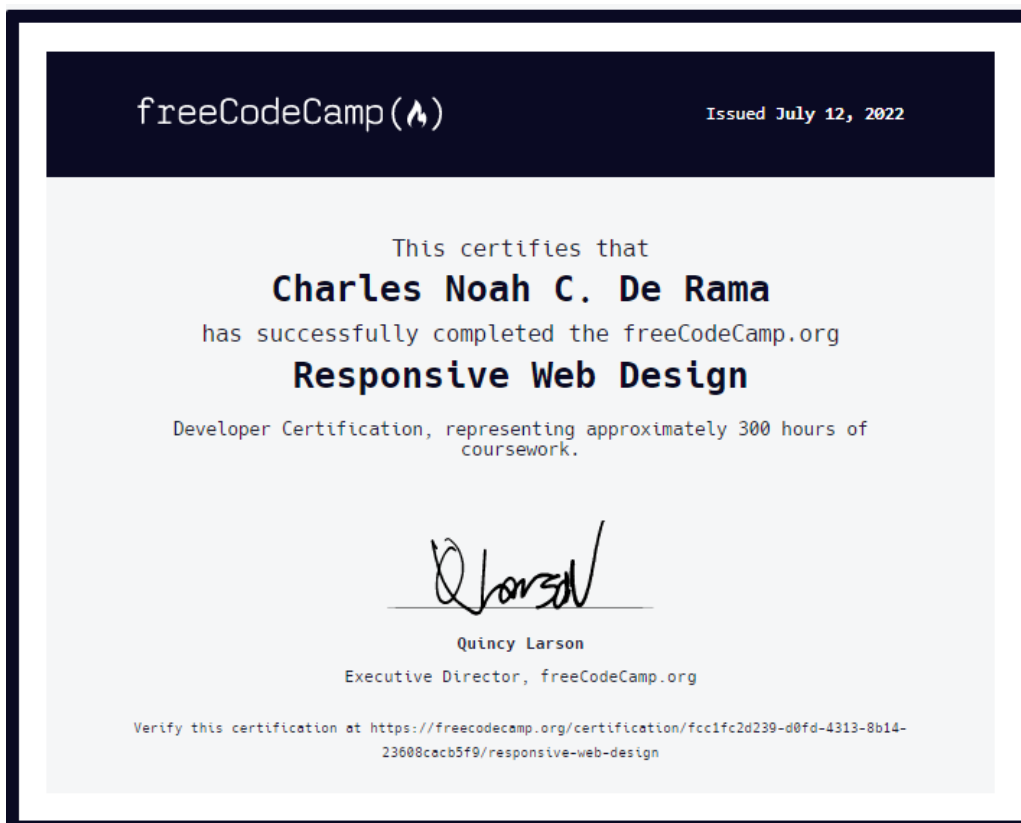 freeCodeCamp(🔥)
Issued July 12, 2022
This certifies that
Charles Noah C. De Rama
has successfully completed the freeCodeCamp.org
Responsive Web Design
Developer Certification, representing approximately 300 hours of
coursework.
Q Larson
Quincy Larson
Executive Director, freeCodeCamp.org
Verify this certification at https://freecodecamp.org/certification/fcc1fc2d239-d0fd-4313-8b14-
23608cacb5f9/responsive-web-design